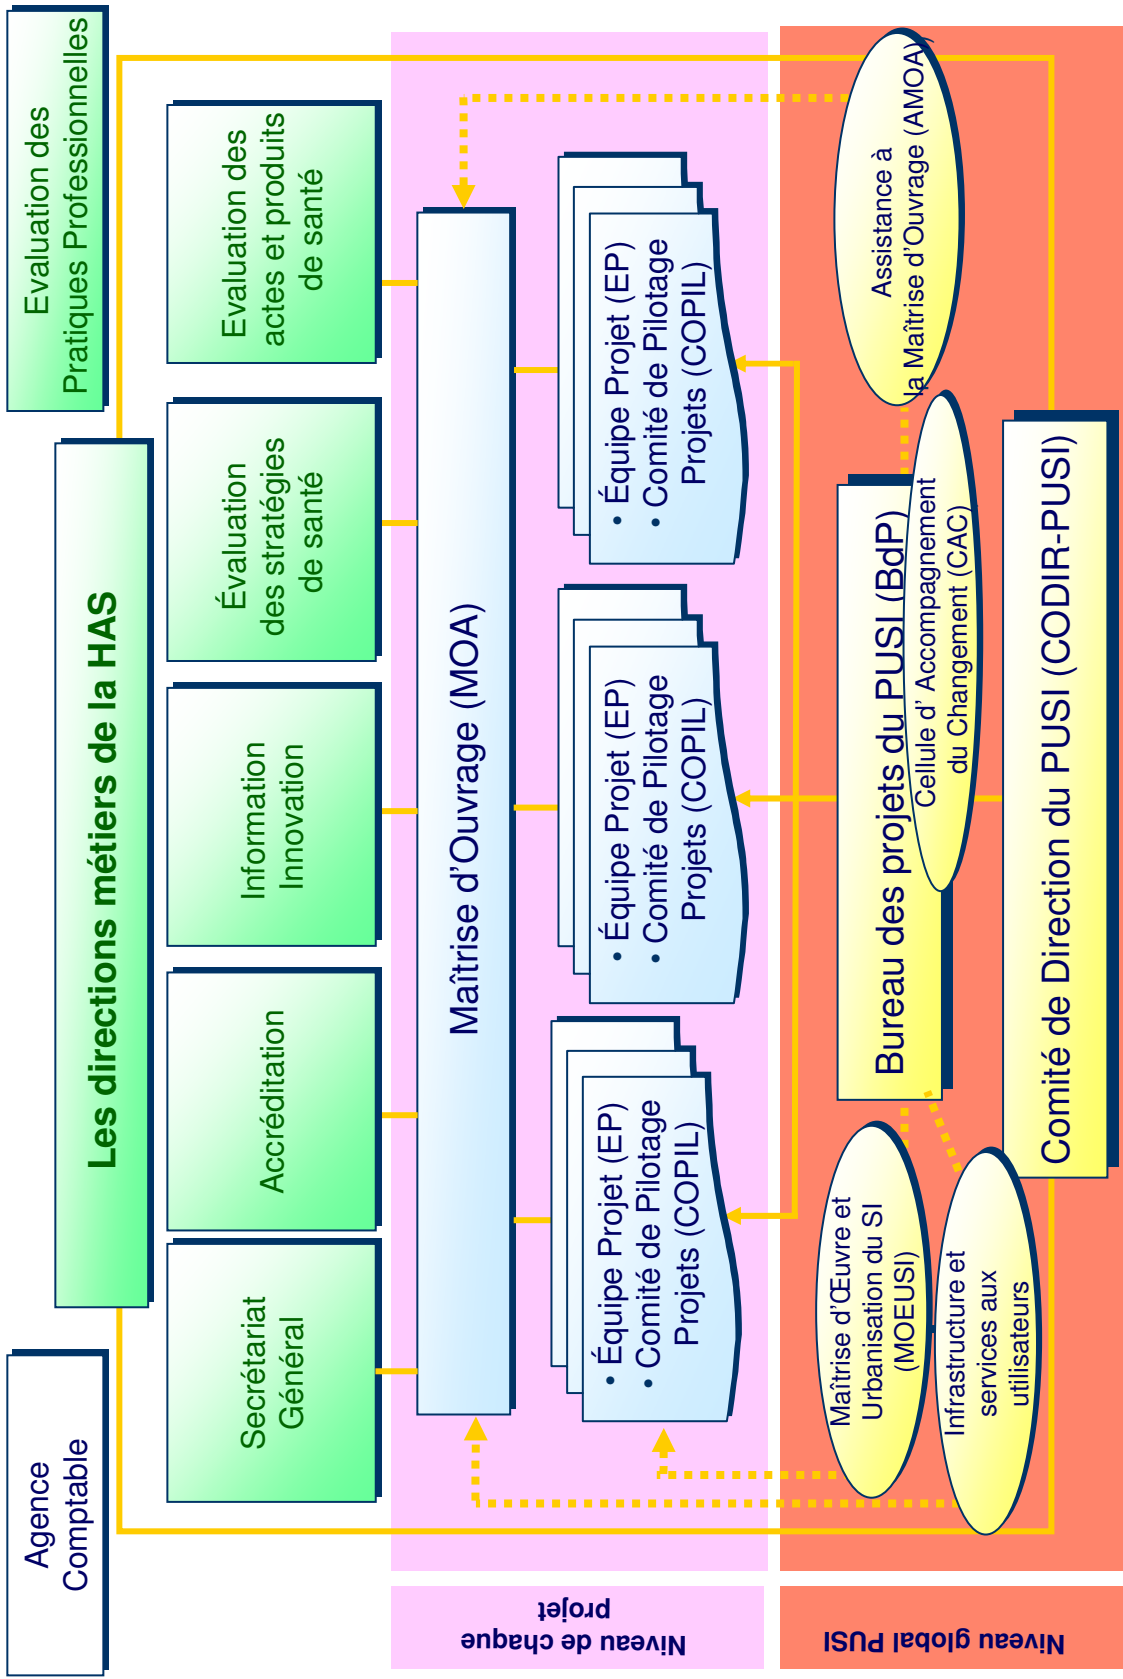 Agence
Comptable
Evaluation des
Pratiques Professionnelles
Les directions métiers de la HAS
Secrétariat
Général
Accréditation
Information
Innovation
Évaluation
des stratégies
de santé
Evaluation des
actes et produits
de santé
Niveau de chaque
projet
Maîtrise d'Ouvrage (MOA)
• Équipe Projet (EP)
• Comité de Pilotage
Projets (COPIL)
• Équipe Projet (EP)
• Comité de Pilotage
Projets (COPIL)
• Équipe Projet (EP)
• Comité de Pilotage
Projets (COPIL)
Niveau global PUSI
Maîtrise d'Œuvre et
Urbanisation du SI
(MOEUSI)
Infrastructure et
services aux
utilisateurs
Bureau des projets du PUSI (BdP)
Cellule d' Accompagnement
du Changement (CAC)
Assistance à
la Maîtrise d'Ouvrage (AMOA)
Comité de Direction du PUSI (CODIR-PUSI)